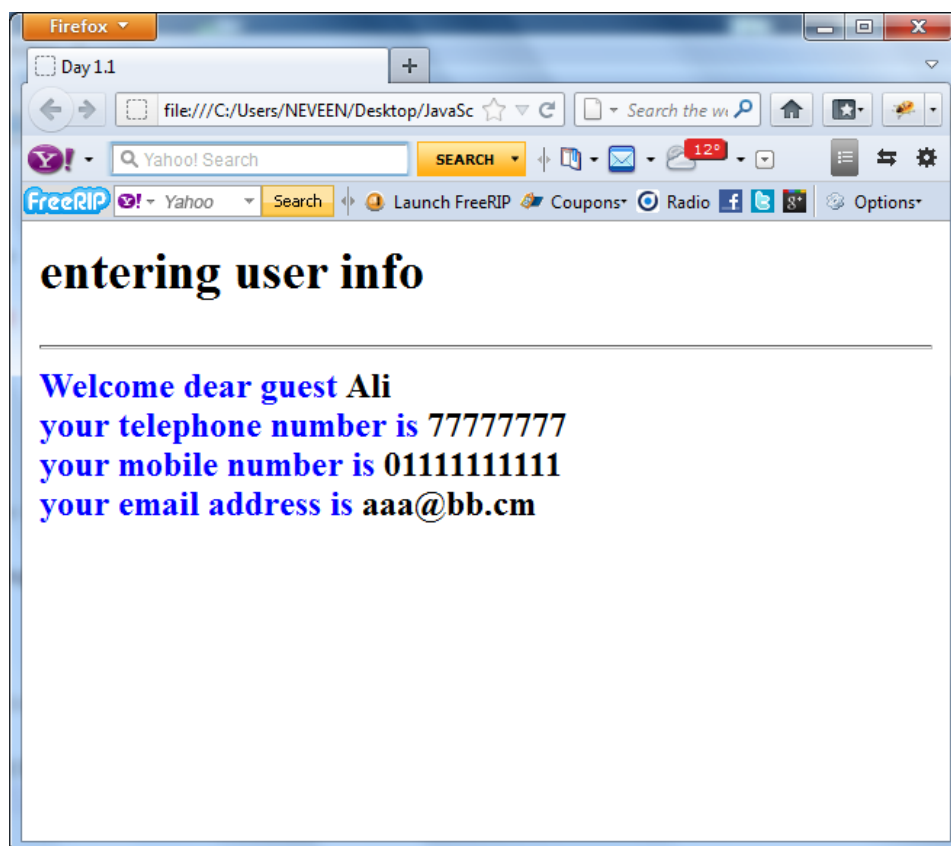 Firefox
Day 1.1
file:///C:/Users/NEVEEN/Desktop/JavaSc Search the w
Y! Yahoo! Search SEARCH 12°
FreeRIP Y! Yahoo Search Launch FreeRIP Coupons Radio f g+ Options
entering user info
Welcome dear guest Ali
your telephone number is 77777777
your mobile number is 01111111111
your email address is aaa@bb.cm